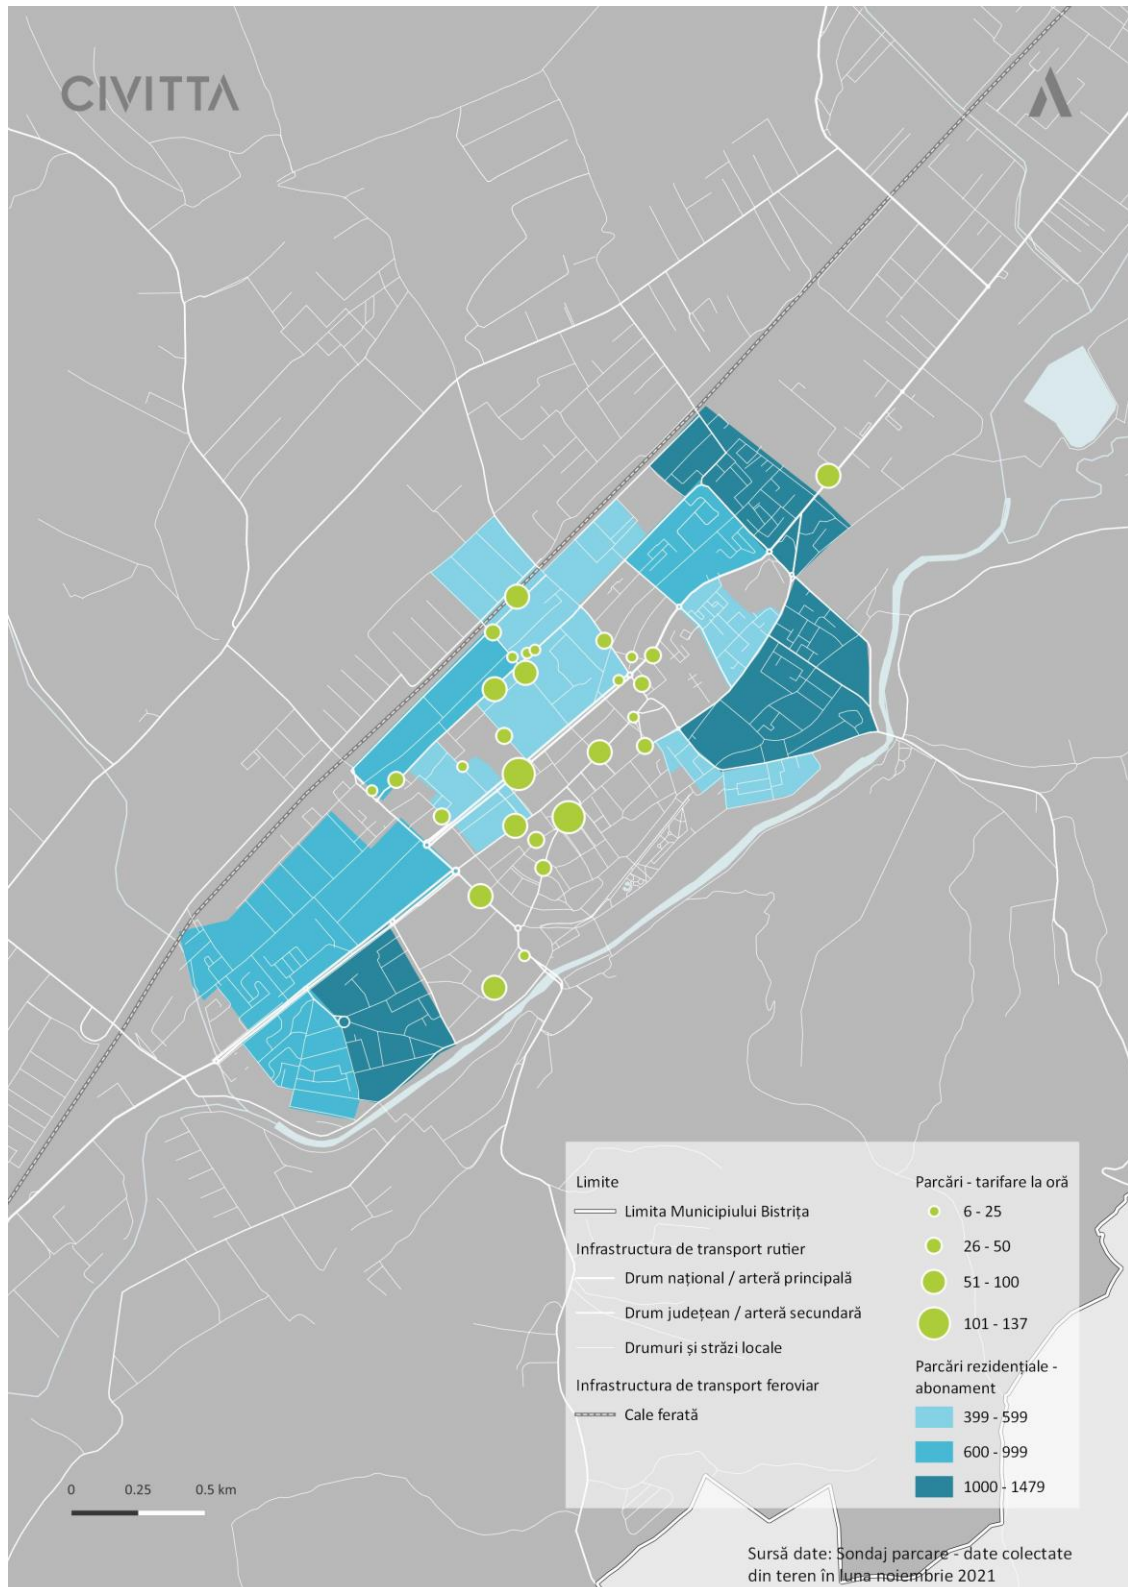 CIVITTA
Limite
Limita Municipiului Bistrița
Infrastructura de transport rutier
Drum național / arteră principală
Drum județean / arteră secundară
Drumuri și străzi locale
Infrastructura de transport feroviar
Cale ferată
Parcări - tarifare la oră
6 - 25
26 - 50
51 - 100
101 - 137
Parcări rezidențiale -
abonament
399 - 599
600 - 999
1000 - 1479
0 0.25 0.5 km
Sursă date: Sondaj parcare - date colectate
din teren în luna noiembrie 2021